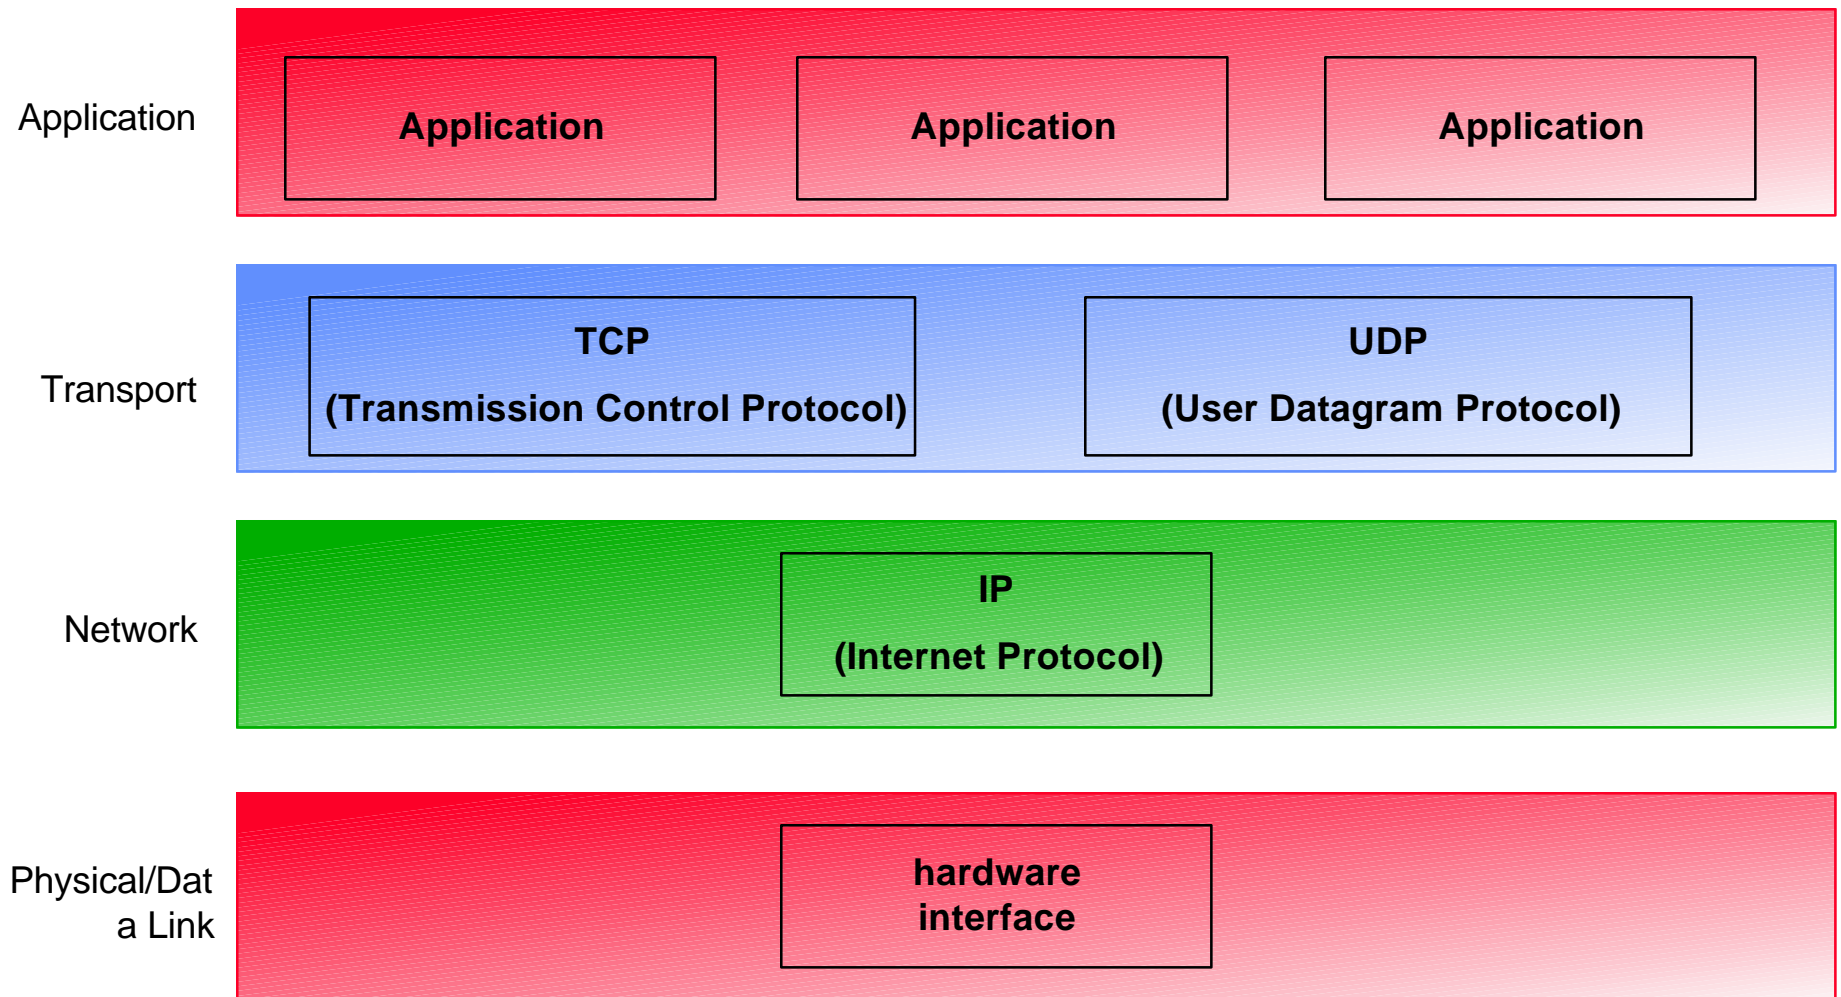 Application
Application
Application
Application
Transport
TCP
(Transmission Control Protocol)
UDP
(User Datagram Protocol)
Network
IP
(Internet Protocol)
Physical/Dat
a Link
hardware
interface